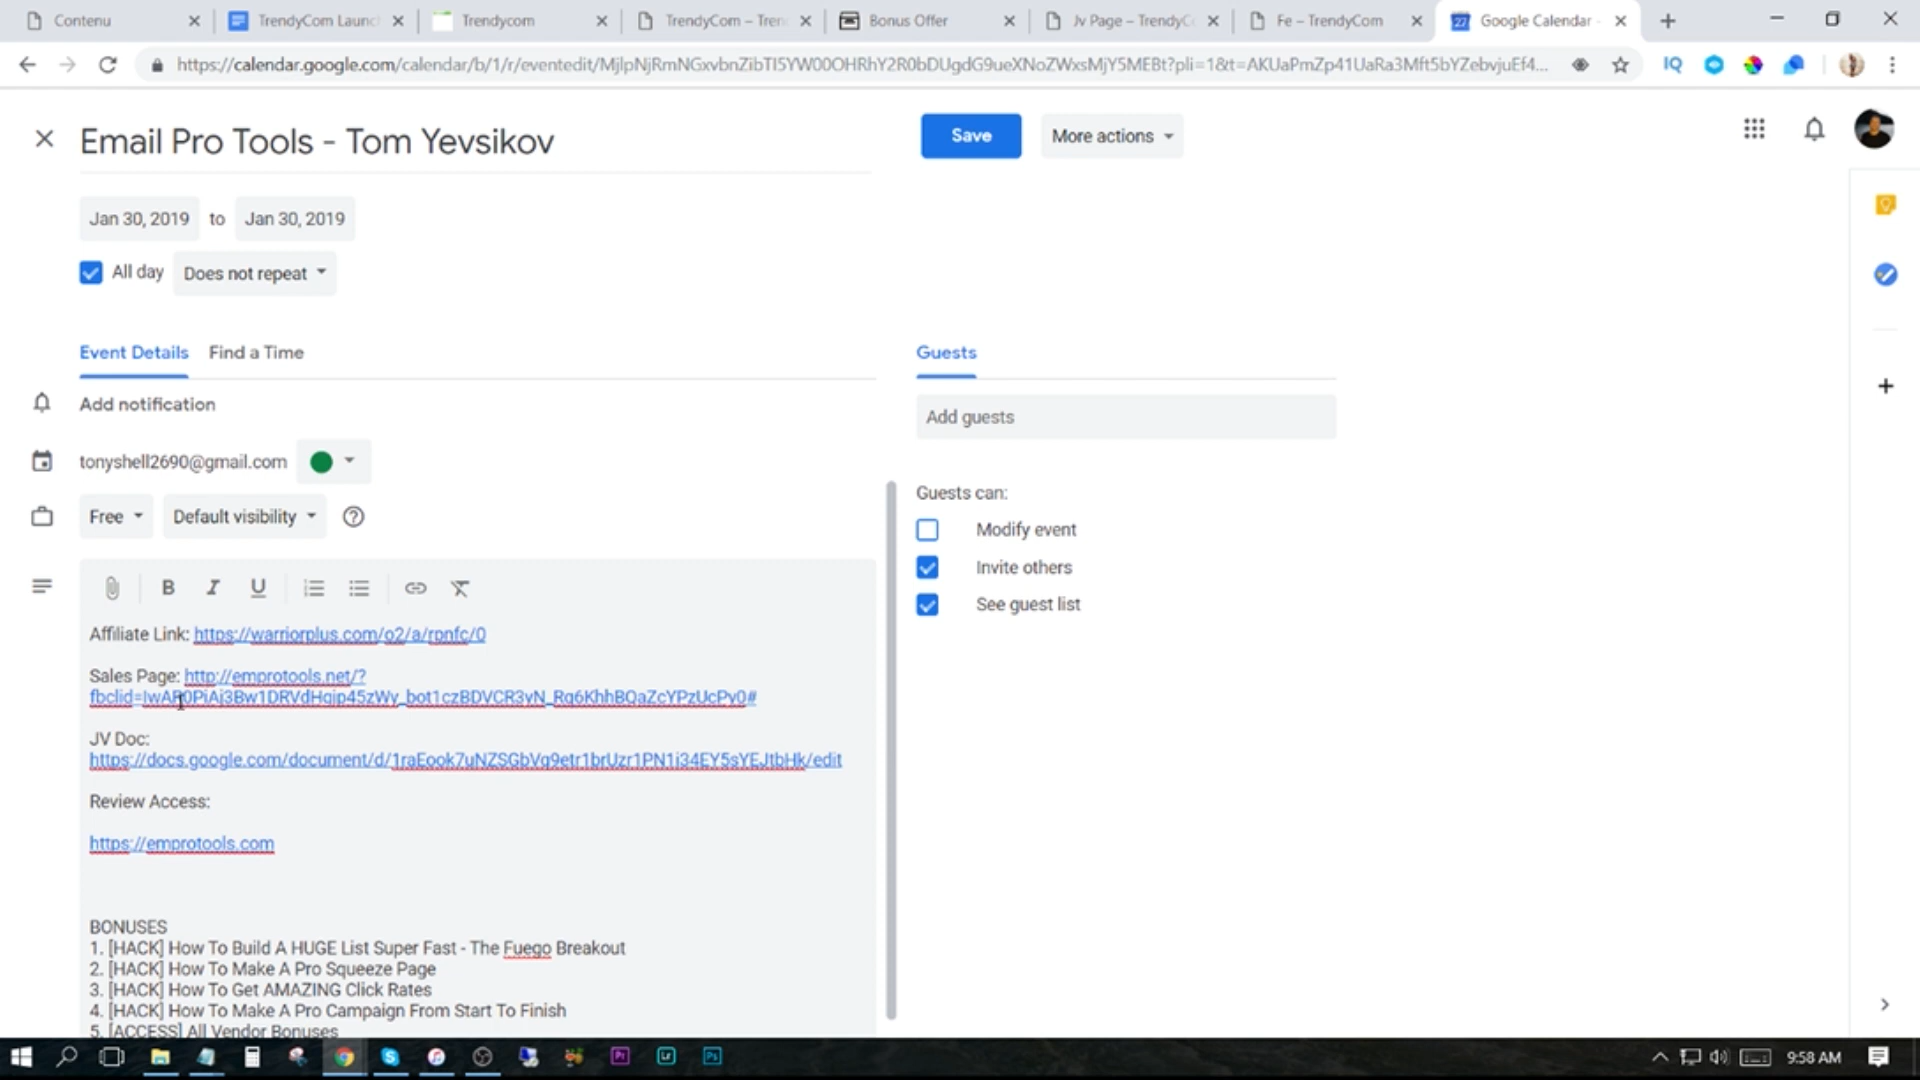 Contenu
TrendyCom Launc
Trendycom
TrendyCom – Tren
Bonus Offer
Jv Page – TrendyCo
Fe – TrendyCom
27
Google Calendar -
https://calendar.google.com/calendar/b/1/r/eventedit/MjlpNjRmNGxvbnZibTI5YW00OHRhY2R0bDUgdG9ueXNoZWxsMjY5MEBt?pli=1&t=AKUaPmZp41UaRa3Mft5bYZebvjuEf4...
IQ
Email Pro Tools - Tom Yevsikov
Save
More actions
Jan 30, 2019 to Jan 30, 2019
All day
Does not repeat
Event Details
Find a Time
Guests
Add notification
Add guests
tonyshell2690@gmail.com
Guests can:
Free
Default visibility
Modify event
Invite others
See guest list
B I U
Affiliate Link: https://warriorplus.com/o2/a/rpnfc/0
Sales Page: http://emprotools.net/?
fbclid=IwAR0PiAj3Bw1DRVdHqjp45zWy_bot1czBDVCR3yN_Rq6KhhBQaZcYPzUcPy0#
JV Doc:
https://docs.google.com/document/d/1raEook7uNZSGbVq9etr1brUzr1PN1i34EY5sYEJtbHk/edit
Review Access:
https://emprotools.com
BONUSES
1. [HACK] How To Build A HUGE List Super Fast - The Fuego Breakout
2. [HACK] How To Make A Pro Squeeze Page
3. [HACK] How To Get AMAZING Click Rates
4. [HACK] How To Make A Pro Campaign From Start To Finish
5. [ACCESS] All Vendor Bonuses
Pr
Lr
Ps
9:58 AM